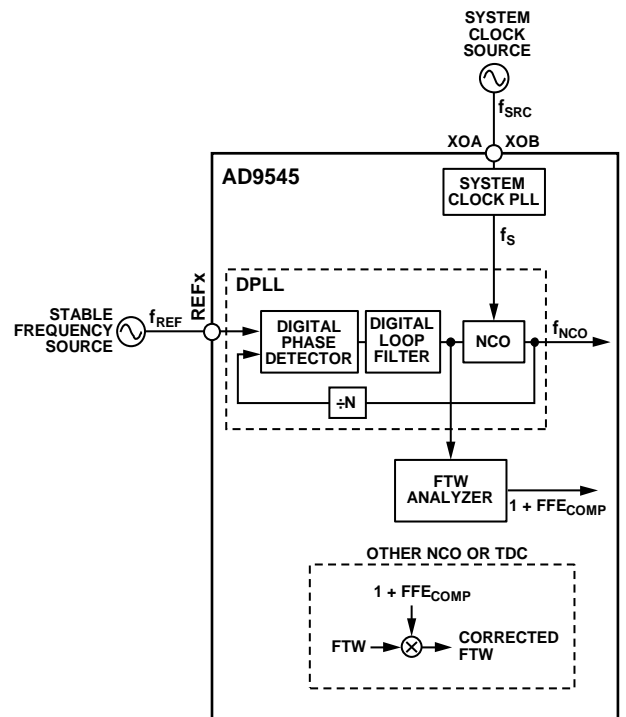 SYSTEM
CLOCK
SOURCE
fSRC
XOA
XOB
AD9545
SYSTEM
CLOCK PLL
fS
REFx
DPLL
STABLE
FREQUENCY
SOURCE
fREF
DIGITAL
PHASE
DETECTOR
DIGITAL
LOOP
FILTER
NCO
fNCO
÷N
FTW
ANALYZER
1 + FFECOMP
OTHER NCO OR TDC
1 + FFECOMP
FTW
×
CORRECTED
FTW